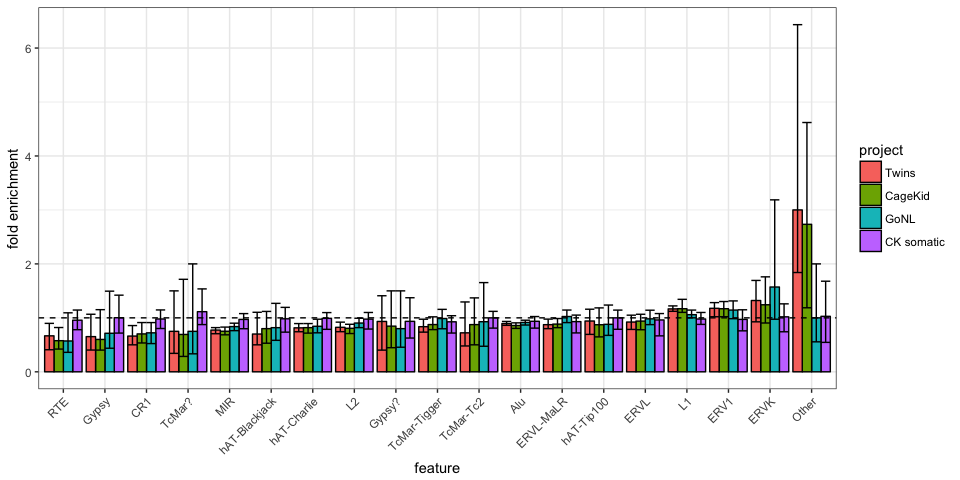 fold enrichment
6
4
2
0
RTE
Gypsy
CR1
TcMar?
MIR
hAT-Blackjack
hAT-Charlie
L2
Gypsy?
TcMar-Tigger
TcMar-Tc2
Alu
ERVL-MaLR
hAT-Tip100
ERVL
L1
ERV1
ERVK
Other
feature
project
Twins
CageKid
GoNL
CK somatic